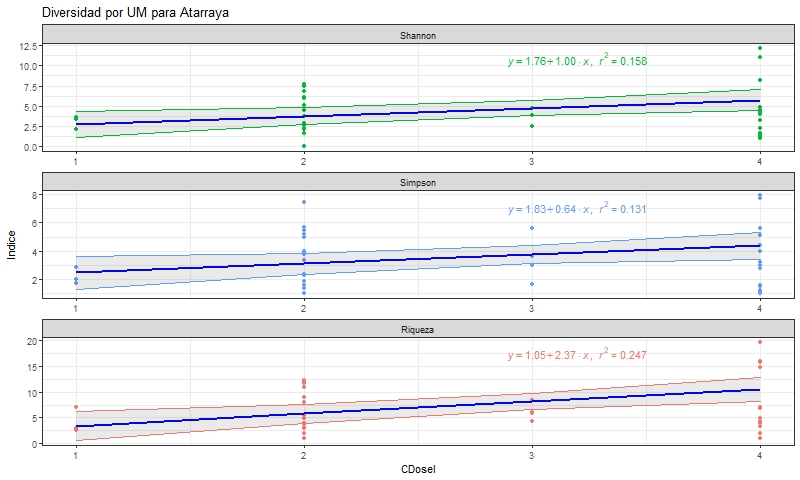 Diversidad por UM para Atarraya
Shannon
12.5
10.0
7.5
5.0
2.5
0.0
y = 1.76+1.00 · x, r² = 0.158
1 2 3 4
Simpson
8
6
4
2
y = 1.83+0.64 · x, r² = 0.131
1 2 3 4
Indice
Riqueza
20
15
10
5
0
y = 1.05+2.37 · x, r² = 0.247
1 2 3 4
CDosel